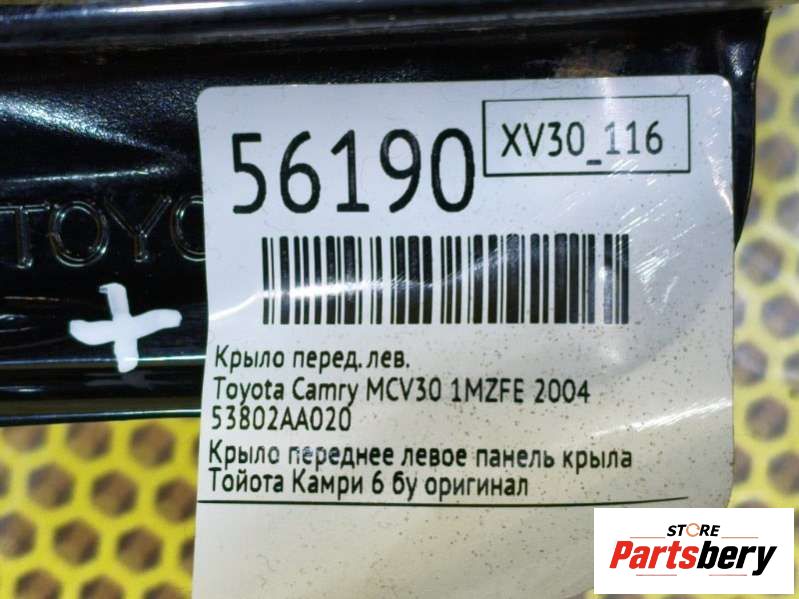 56190
XV30_116
TOYO
Крыло перед. лев.
Toyota Camry MCV30 1MZFE 2004
53802AA020
Крыло переднее левое панель крыла
Тойота Камри 6 бу оригинал
STORE
Partsbery